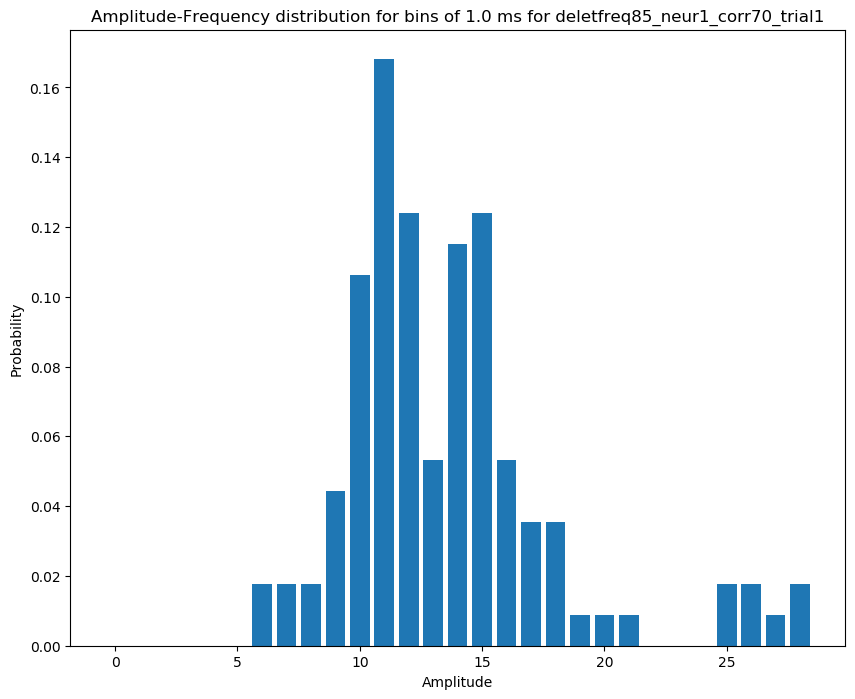 Amplitude-Frequency distribution for bins of 1.0 ms for deletfreq85_neur1_corr70_trial1
0.16
0.14
0.12
0.10
0.08
0.06
0.04
0.02
0.00
Probability
0 5 10 15 20 25
Amplitude